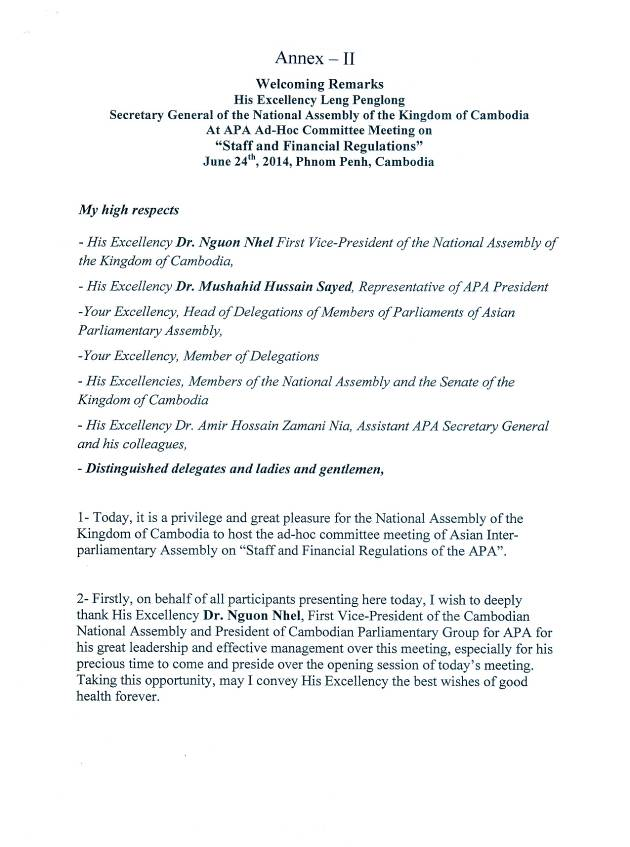 Annex – II
Welcoming Remarks
His Excellency Leng Penglong
Secretary General of the National Assembly of the Kingdom of Cambodia
At APA Ad-Hoc Committee Meeting on
“Staff and Financial Regulations”
June 24th, 2014, Phnom Penh, Cambodia
My high respects
- His Excellency Dr. Nguon Nhel First Vice-President of the National Assembly of
the Kingdom of Cambodia,
- His Excellency Dr. Mushahid Hussain Sayed, Representative of APA President
-Your Excellency, Head of Delegations of Members of Parliaments of Asian
Parliamentary Assembly,
-Your Excellency, Member of Delegations
- His Excellencies, Members of the National Assembly and the Senate of the
Kingdom of Cambodia
- His Excellency Dr. Amir Hossain Zamani Nia, Assistant APA Secretary General
and his colleagues,
- Distinguished delegates and ladies and gentlemen,
1- Today, it is a privilege and great pleasure for the National Assembly of the
Kingdom of Cambodia to host the ad-hoc committee meeting of Asian Inter-
parliamentary Assembly on “Staff and Financial Regulations of the APA”.
2- Firstly, on behalf of all participants presenting here today, I wish to deeply
thank His Excellency Dr. Nguon Nhel, First Vice-President of the Cambodian
National Assembly and President of Cambodian Parliamentary Group for APA for
his great leadership and effective management over this meeting, especially for his
precious time to come and preside over the opening session of today’s meeting.
Taking this opportunity, may I convey His Excellency the best wishes of good
health forever.